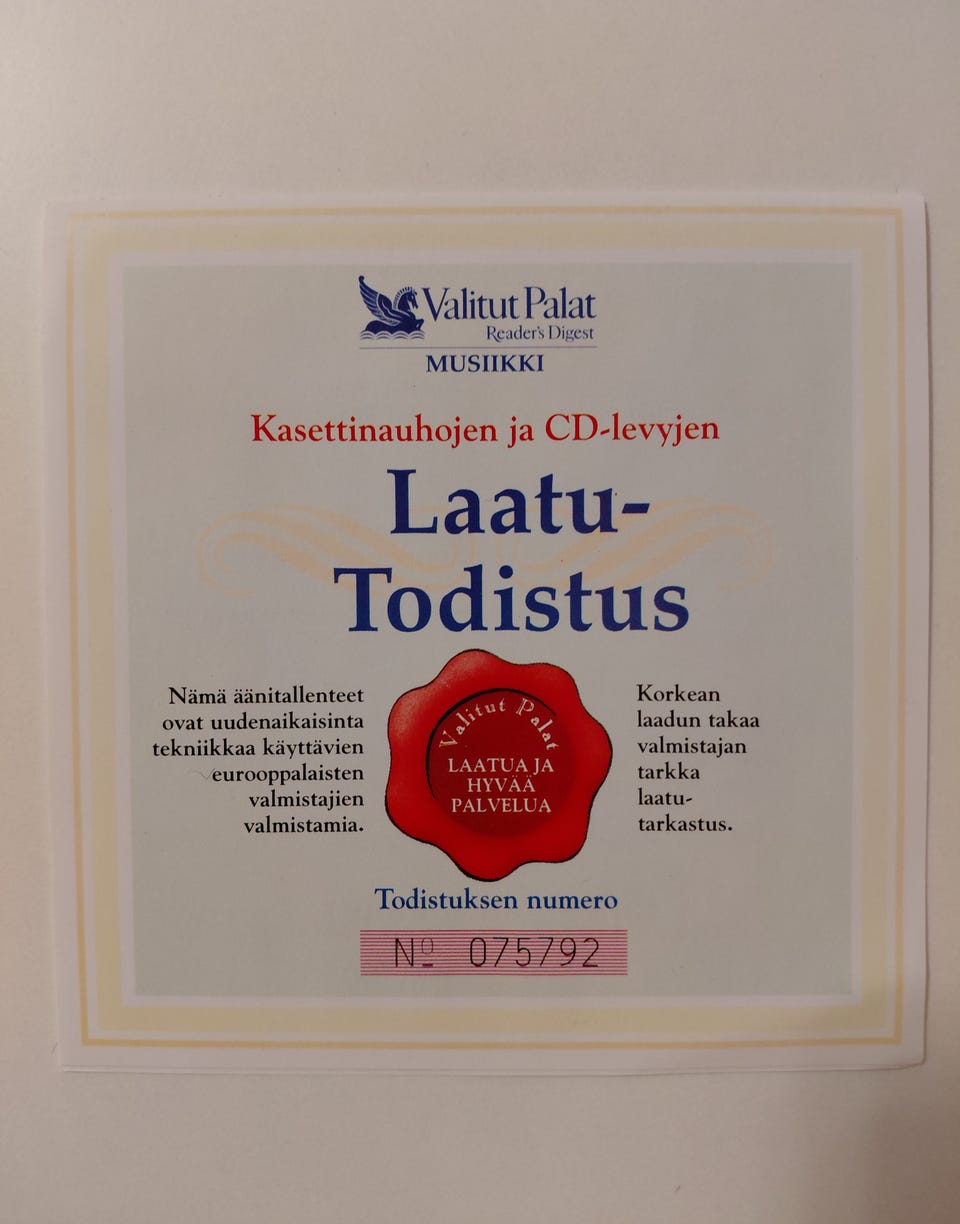 Valitut Palat
Reader's Digest
MUSIIKKI
Kasettinauhojen ja CD-levyjen
Laatu-
Todistus
Nämä äänitallenteet
ovat uudenaikaisinta
tekniikkaa käyttävien
eurooppalaisten
valmistajien
valmistamia.
Valitut Palat
LAATUA JA
HYVÄÄ
PALVELUA
Korkean
laadun takaa
valmistajan
tarkka
laatu-
tarkastus.
Todistuksen numero
Nº 075792